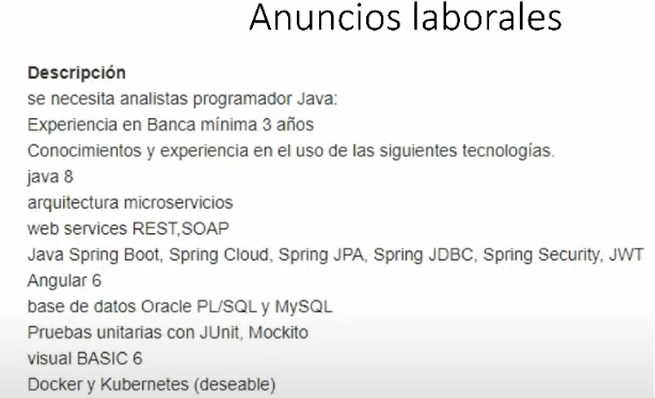 Anuncios laborales
Descripción
se necesita analistas programador Java:
Experiencia en Banca mínima 3 años
Conocimientos y experiencia en el uso de las siguientes tecnologías.
java 8
arquitectura microservicios
web services REST,SOAP
Java Spring Boot, Spring Cloud, Spring JPA, Spring JDBC, Spring Security, JWT
Angular 6
base de datos Oracle PL/SQL y MySQL
Pruebas unitarias con JUnit, Mockito
visual BASIC 6
Docker y Kubernetes (deseable)